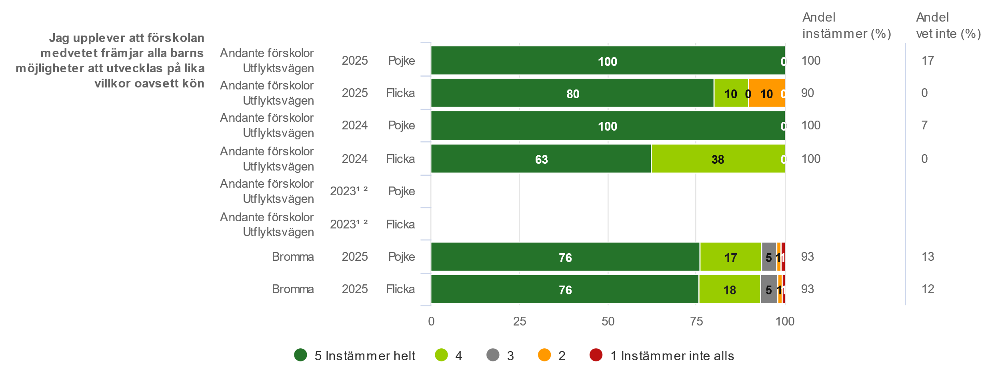 Andel
instämmer (%)
Andel
vet inte (%)
Jag upplever att förskolan
medvetet främjar alla barns
möjligheter att utvecklas på lika
villkor oavsett kön
Andante förskolor
Utflyktsvägen
2025 Pojke 100 0 100 17
Andante förskolor
Utflyktsvägen
2025 Flicka 80 10 0 10 0 90 0
Andante förskolor
Utflyktsvägen
2024 Pojke 100 0 100 7
Andante förskolor
Utflyktsvägen
2024 Flicka 63 38 0 100 0
Andante förskolor
Utflyktsvägen
2023¹ ² Pojke
Andante förskolor
Utflyktsvägen
2023¹ ² Flicka
Bromma 2025 Pojke 76 17 5 1 1 93 13
Bromma 2025 Flicka 76 18 5 1 1 93 12
0 25 50 75 100
5 Instämmer helt 4 3 2 1 Instämmer inte alls